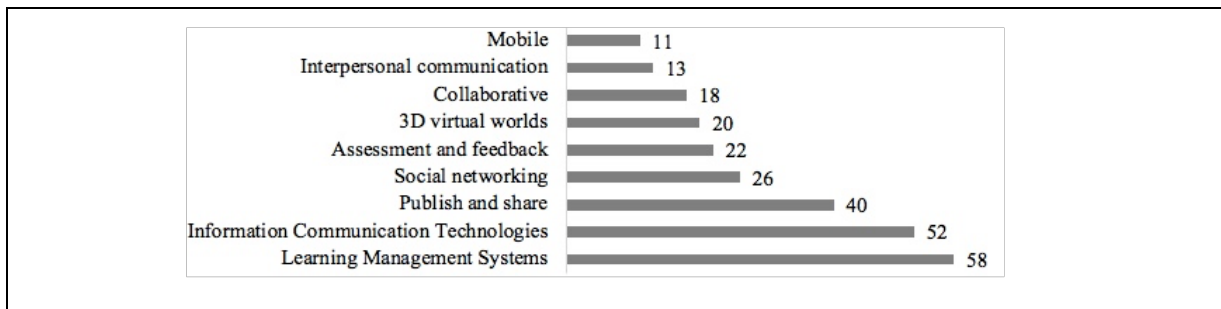 Mobile 11
Interpersonal communication 13
Collaborative 18
3D virtual worlds 20
Assessment and feedback 22
Social networking 26
Publish and share 40
Information Communication Technologies 52
Learning Management Systems 58